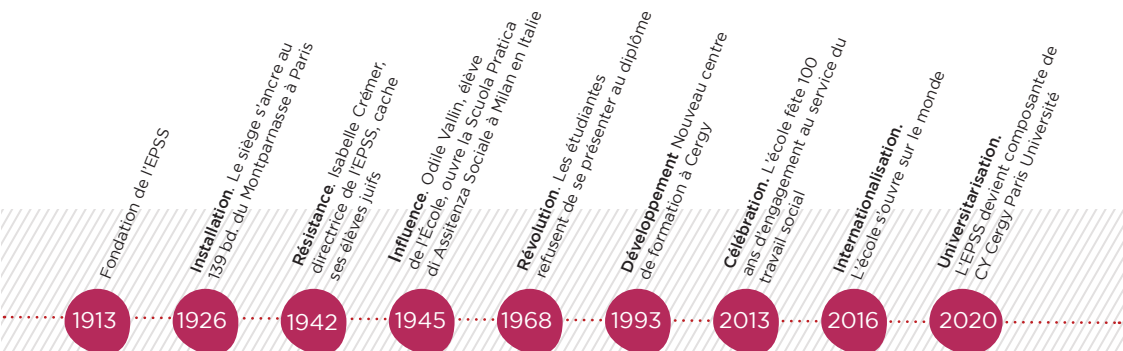 Fondation de l'EPSS
1913
Installation. Le siège s'ancre au
139 bd. du Montparnasse à Paris
1926
Résistance. Isabelle Crémer,
directrice de l'EPSS, cache
ses élèves juifs
1942
Influence. Odile Vallin, élève
de l'École, ouvre la Scuola Pratica
di Assitenza Sociale à Milan en Italie
1945
Révolution. Les étudiantes
refusent de se présenter au diplôme
1968
Développement Nouveau centre
de formation à Cergy
1993
Célébration. L'école fête 100
ans d'engagement au service du
travail social
2013
Internationalisation.
L'école s'ouvre sur le monde
2016
Universitarisation.
L'EPSS devient composante de
CY Cergy Paris Université
2020